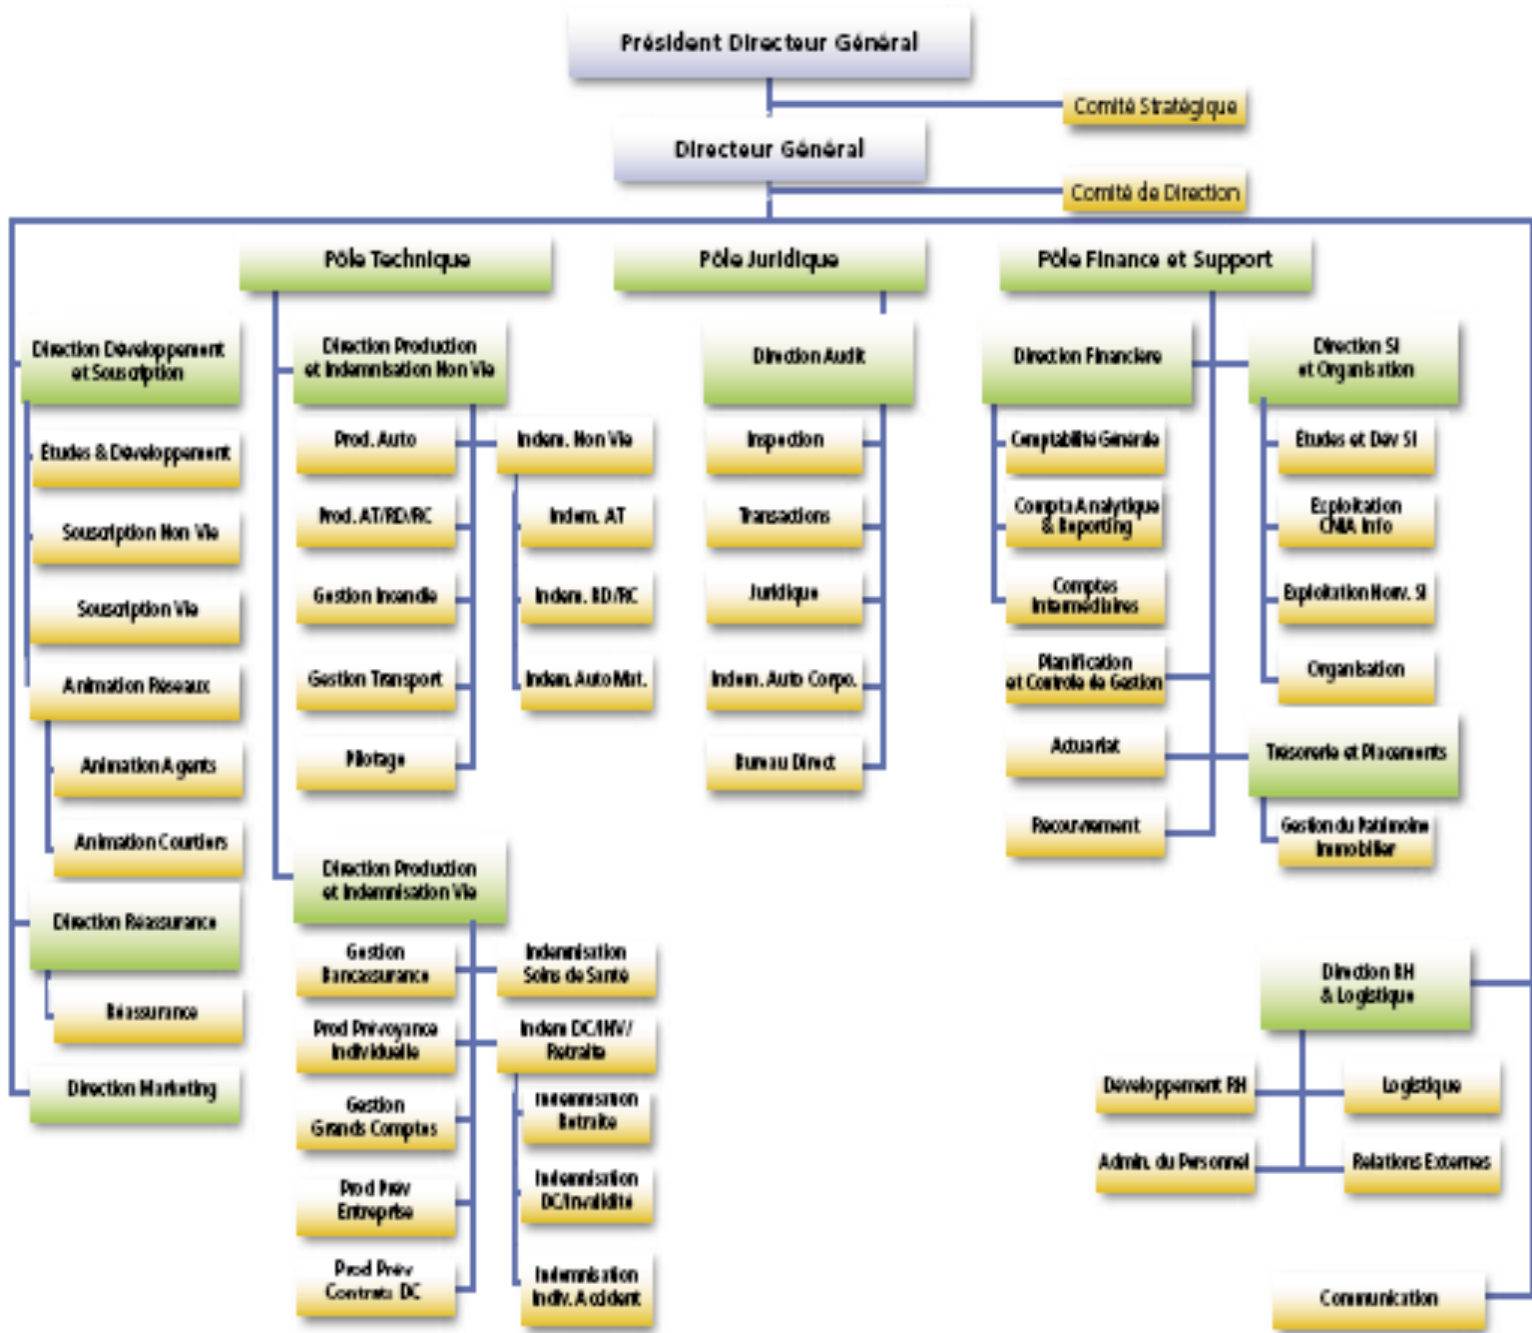 Président Directeur Général
Comité Stratégique
Directeur Général
Comité de Direction
Pôle Technique
Pôle Juridique
Pôle Finance et Support
Direction Développement
et Souscription
Études & Développement
Souscription Non Vie
Souscription Vie
Animation Réseaux
Animation Agents
Animation Courtiers
Direction Réassurance
Réassurance
Direction Marketing
Direction Production
et Indemnisation Non Vie
Prod. Auto
Prod. AT/RD/RC
Gestion Incendie
Gestion Transport
Pilotage
Indem. Non Vie
Indem. AT
Indem. RD/RC
Indem. Auto Mat.
Direction Production
et Indemnisation Vie
Gestion
Bancassurance
Prod Prévoyance
Individuelle
Gestion
Grands Comptes
Prod Prév
Entreprise
Prod Prév
Contrats DC
Indemnisation
Soins de Santé
Indem DC/INV/
Retraite
Indemnisation
Retraite
Indemnisation
DC/Invalidité
Indemnisation
Indiv. Accident
Direction Audit
Inspection
Transactions
Juridique
Indem. Auto Corpo.
Bureau Direct
Direction Financière
Comptabilité Générale
Compta Analytique
& Reporting
Comptes
Intermédiaires
Planification
et Contrôle de Gestion
Actuariat
Recouvrement
Direction SI
et Organisation
Études et Dév SI
Exploitation
CNIA Info
Exploitation SI
Organisation
Trésorerie et Placements
Gestion du Patrimoine
Immobilier
Direction RH
& Logistique
Développement RH
Logistique
Admin. du Personnel
Relations Externes
Communication